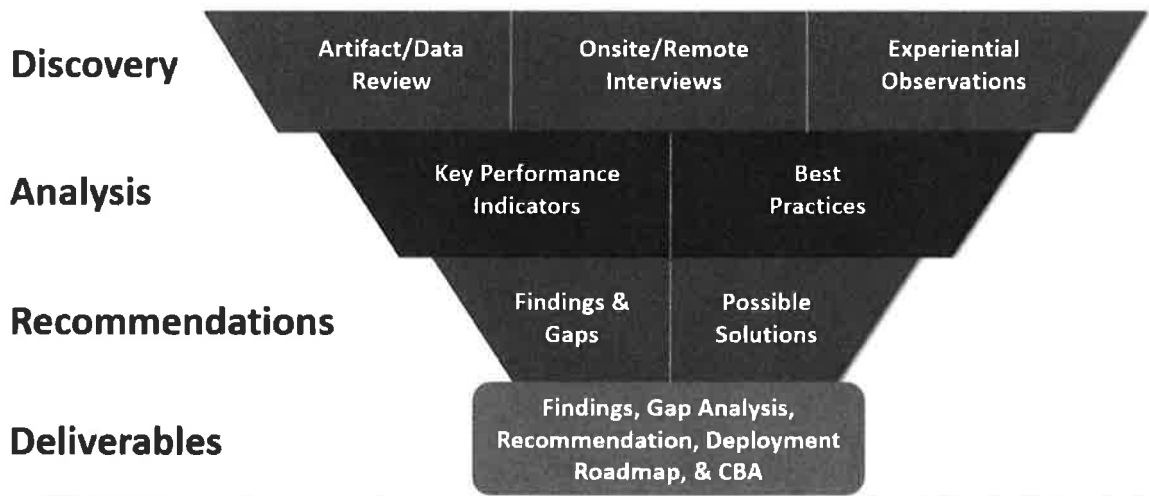 Discovery
Artifact/Data
Review
Onsite/Remote
Interviews
Experiential
Observations
Analysis
Key Performance
Indicators
Best
Practices
Recommendations
Findings &
Gaps
Possible
Solutions
Deliverables
Findings, Gap Analysis,
Recommendation, Deployment
Roadmap, & CBA